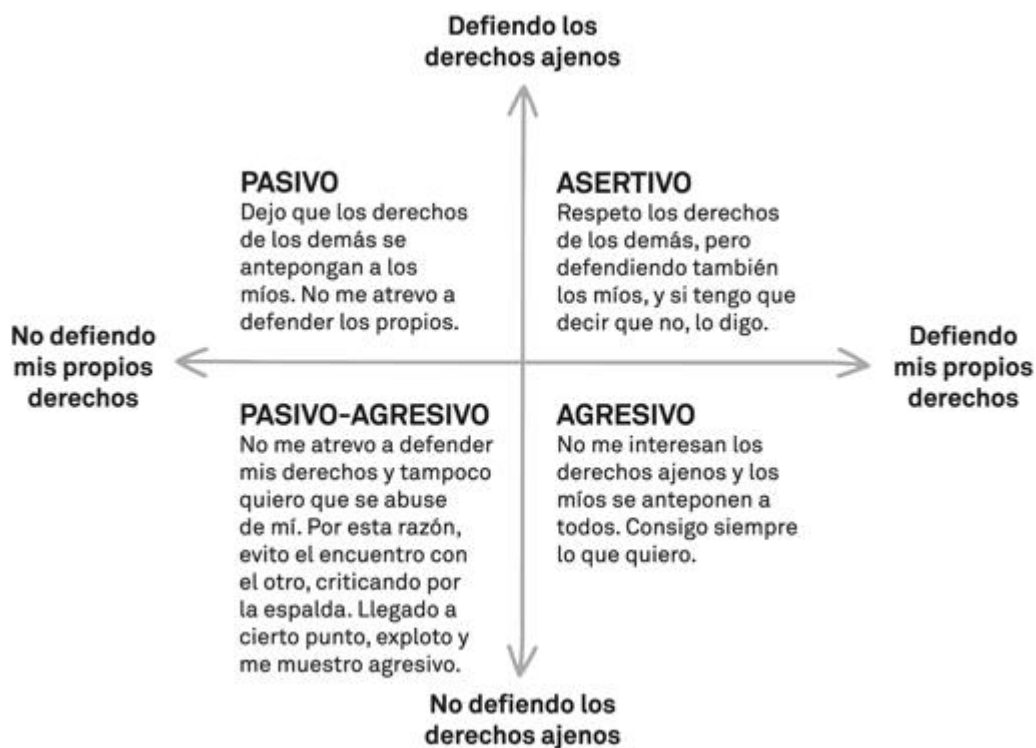 Defiendo los
derechos ajenos
PASIVO
Dejo que los derechos
de los demás se
antepongan a los
míos. No me atrevo a
defender los propios.
ASERTIVO
Respeto los derechos
de los demás, pero
defendiendo también
los míos, y si tengo que
decir que no, lo digo.
No defiendo
mis propios
derechos
Defiendo
mis propios
derechos
PASIVO-AGRESIVO
No me atrevo a defender
mis derechos y tampoco
quiero que se abuse
de mí. Por esta razón,
evito el encuentro con
el otro, criticando por
la espalda. Llegado a
cierto punto, exploto y
me muestro agresivo.
AGRESIVO
No me interesan los
derechos ajenos y los
míos se anteponen a
todos. Consigo siempre
lo que quiero.
No defiendo los
derechos ajenos